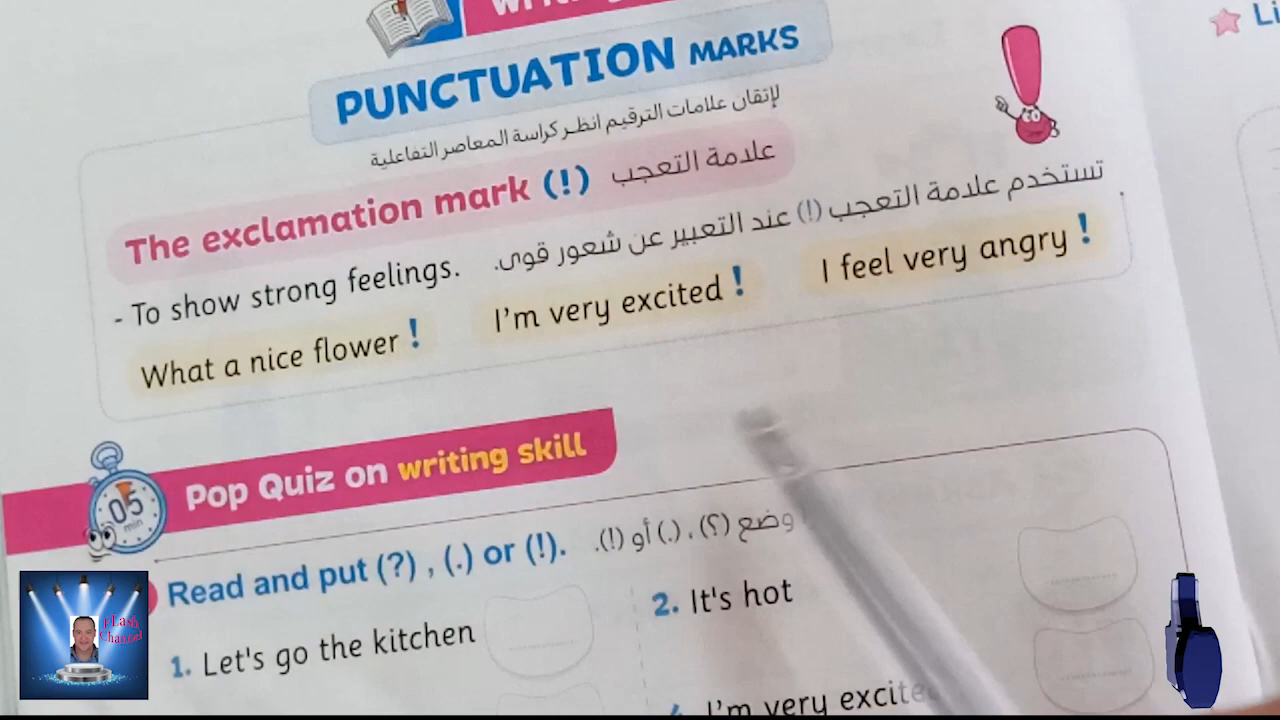 PUNCTUATION MARKS
لإتقان علامات الترقيم انظر كراسة المعاصر التفاعلية
The exclamation mark (!) علامة التعجب
- To show strong feelings. تستخدم علامة التعجب (!) عند التعبير عن شعور قوى.
What a nice flower! I'm very excited! I feel very angry!
05 min
Pop Quiz on writing skill
Read and put (?) , (.) or (!). وضع (؟) ، (.) أو (!).
1. Let's go the kitchen
2. It's hot
I'm very excited
Flash Channel